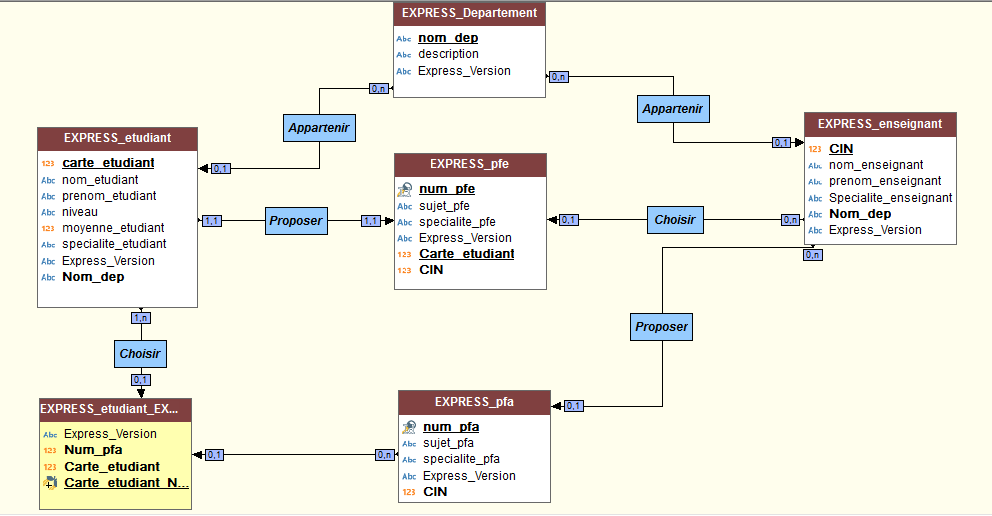 EXPRESS_Departement
nom_dep
description
Express_Version
0,n
0,n
Appartenir
Appartenir
0,1
0,1
EXPRESS_etudiant
carte_etudiant
nom_etudiant
prenom_etudiant
niveau
moyenne_etudiant
specialite_etudiant
Express_Version
Nom_dep
EXPRESS_enseignant
CIN
nom_enseignant
prenom_enseignant
Specialite_enseignant
Nom_dep
Express_Version
EXPRESS_pfe
num_pfe
sujet_pfe
specialite_pfe
Express_Version
Carte_etudiant
CIN
1,1
Proposer
1,1
0,1
Choisir
0,n
0,n
Proposer
0,1
1,n
Choisir
0,1
EXPRESS_etudiant_EX...
Express_Version
Num_pfa
Carte_etudiant
Carte_etudiant_N...
0,1
0,n
EXPRESS_pfa
num_pfa
sujet_pfa
specialite_pfa
Express_Version
CIN